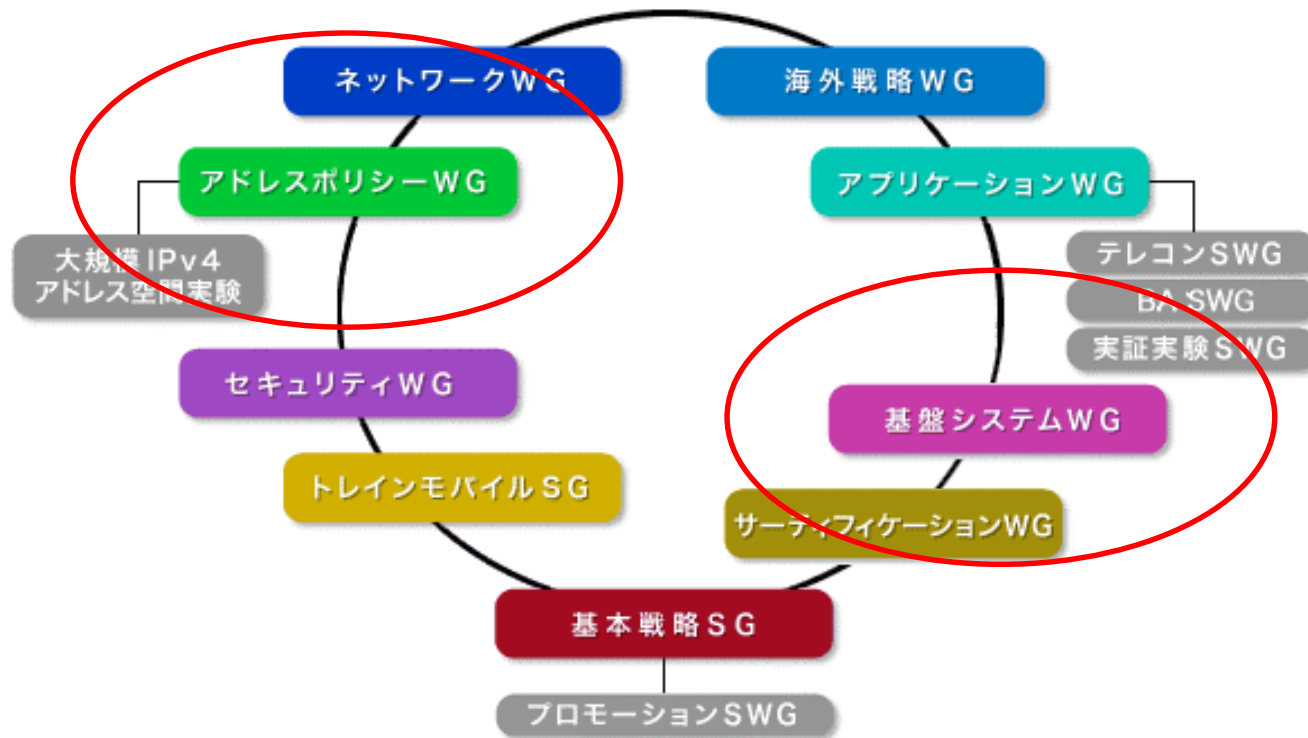 ネットワークWG
海外戦略WG
アドレスポリシーWG
アプリケーションWG
大規模IPv4
アドレス空間実験
テレコンSWG
BA SWG
実証実験SWG
セキュリティWG
基盤システムWG
トレインモバイルSG
サーティフィケーションWG
基本戦略SG
プロモーションSWG